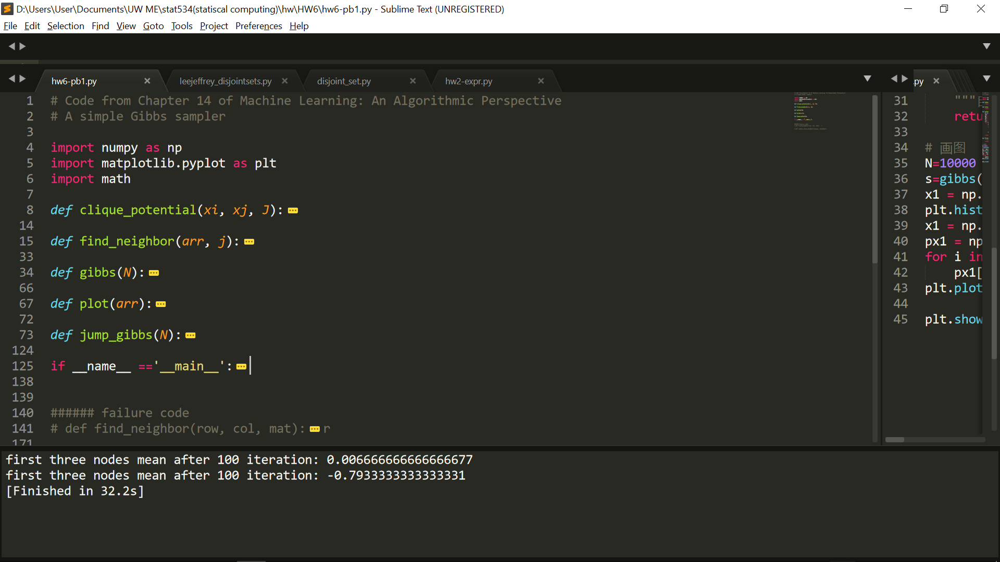 D:\Users\User\Documents\UW ME\stat534(statiscal computing)\hw\HW6\hw6-pb1.py - Sublime Text (UNREGISTERED)
File Edit Selection Find View Goto Tools Project Preferences Help
hw6-pb1.py leejeffrey_disjointsets.py disjoint_set.py hw2-expr.py
1 # Code from Chapter 14 of Machine Learning: An Algorithmic Perspective
2 # A simple Gibbs sampler
3
4 import numpy as np
5 import matplotlib.pyplot as plt
6 import math
7
8 def clique_potential(xi, xj, J):
14
15 def find_neighbor(arr, j):
33
34 def gibbs(N):
66
67 def plot(arr):
72
73 def jump_gibbs(N):
124
125 if __name__ =='__main__':
138
139
140 ###### failure code
141 # def find_neighbor(row, col, mat): r
171
.py
31 """
32 retu
33
34 # 画图
35 N=10000
36 s=gibbs(
37 x1 = np.
38 plt.hist
39 x1 = np.
40 px1 = np
41 for i in
42 px1[
43 plt.plot
44
45 plt.show
first three nodes mean after 100 iteration: 0.006666666666666677
first three nodes mean after 100 iteration: -0.7933333333333331
[Finished in 32.2s]